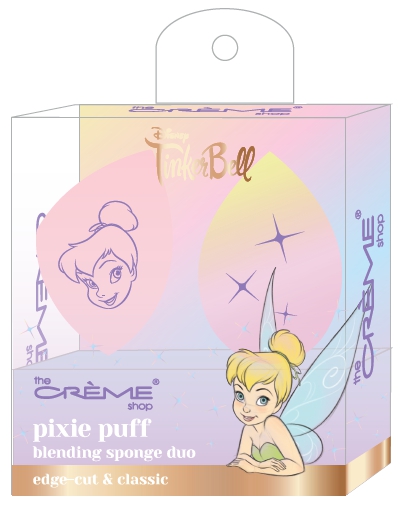 the
CRÈME®
shop
Disney
TinkerBell
CRÈME
shop
the
CRÈME®
shop
the
CRÈME®
shop
pixie puff
blending sponge duo
edge-cut & classic